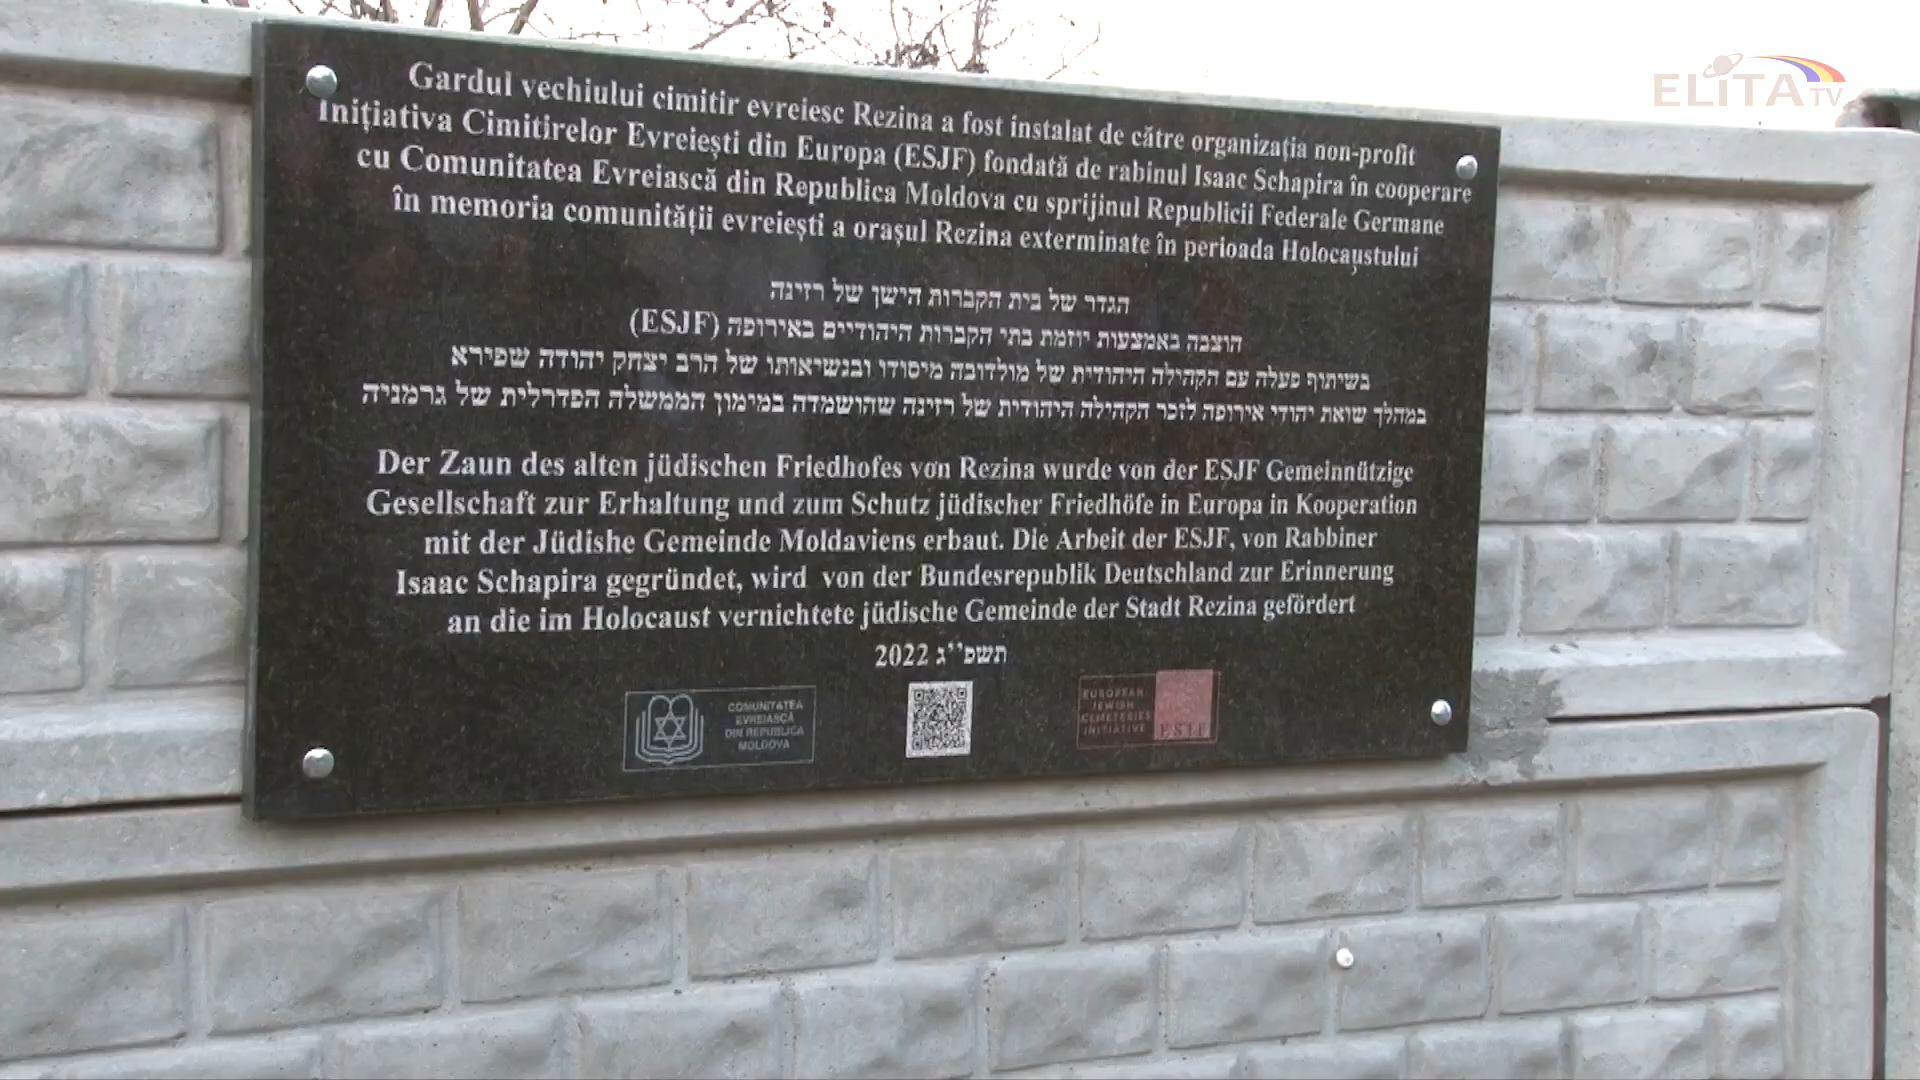 ELITA TV
Gardul vechiului cimitir evreiesc Rezina a fost instalat de către organizația non-profit
Inițiativa Cimitirelor Evreiești din Europa (ESJF) fondată de rabinul Isaac Schapira în cooperare
cu Comunitatea Evreiască din Republica Moldova cu sprijinul Republicii Federale Germane
în memoria comunității evreiești a orașul Rezina exterminate în perioada Holocaustului
הגדר של בית הקברות הישן של רזינה
הוצבה באמצעות יוזמת בתי הקברות היהודיים באירופה (ESJF)
בשיתוף פעלה עם הקהילה היהודית של מולדובה מיסודו ובנשיאותו של הרב יצחק יהודה שפירא
במהלך שואת יהודי אירופה לזכר הקהילה היהודית של רזינה שהושמדה במימון הממשלה הפדרלית של גרמניה
Der Zaun des alten jüdischen Friedhofes von Rezina wurde von der ESJF Gemeinnützige
Gesellschaft zur Erhaltung und zum Schutz jüdischer Friedhöfe in Europa in Kooperation
mit der Jüdishe Gemeinde Moldaviens erbaut. Die Arbeit der ESJF, von Rabbiner
Isaac Schapira gegründet, wird von der Bundesrepublik Deutschland zur Erinnerung
an die im Holocaust vernichtete jüdische Gemeinde der Stadt Rezina gefördert
תשפ''ג 2022
COMUNITATEA
EVREIASCĂ
DIN REPUBLICA
MOLDOVA
EUROPEAN
JEWISH
CEMETERIES
INITIATIVE
ESJF